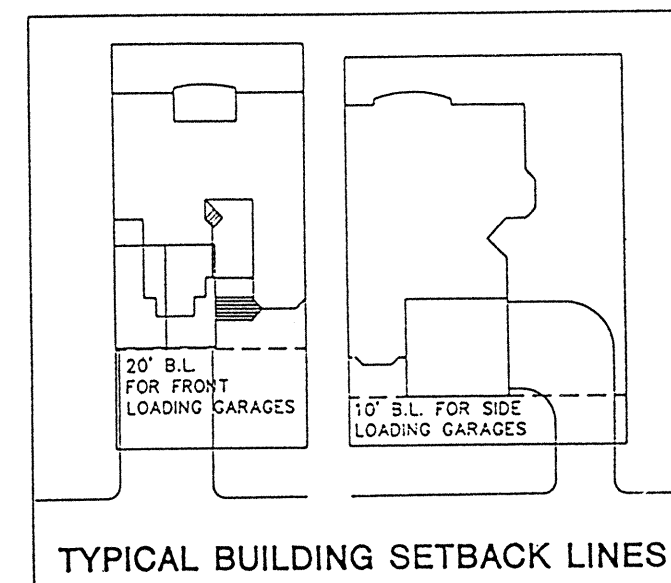 20' B.L.
FOR FRONT
LOADING GARAGES
10' B.L. FOR SIDE
LOADING GARAGES
TYPICAL BUILDING SETBACK LINES